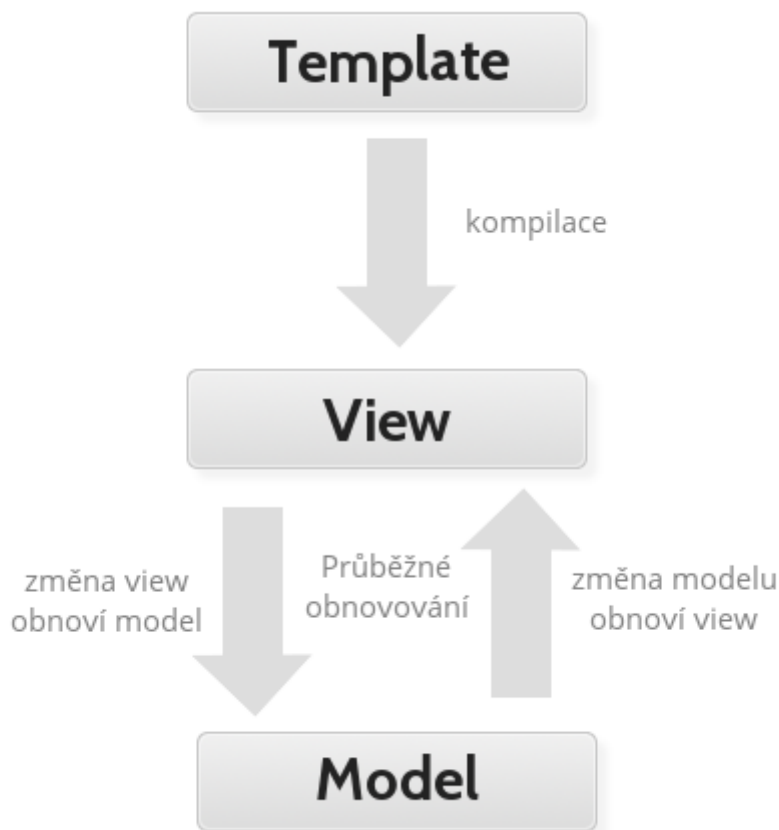 Template
kompilace
View
změna view
obnoví model
Průběžné
obnovování
změna modelu
obnoví view
Model